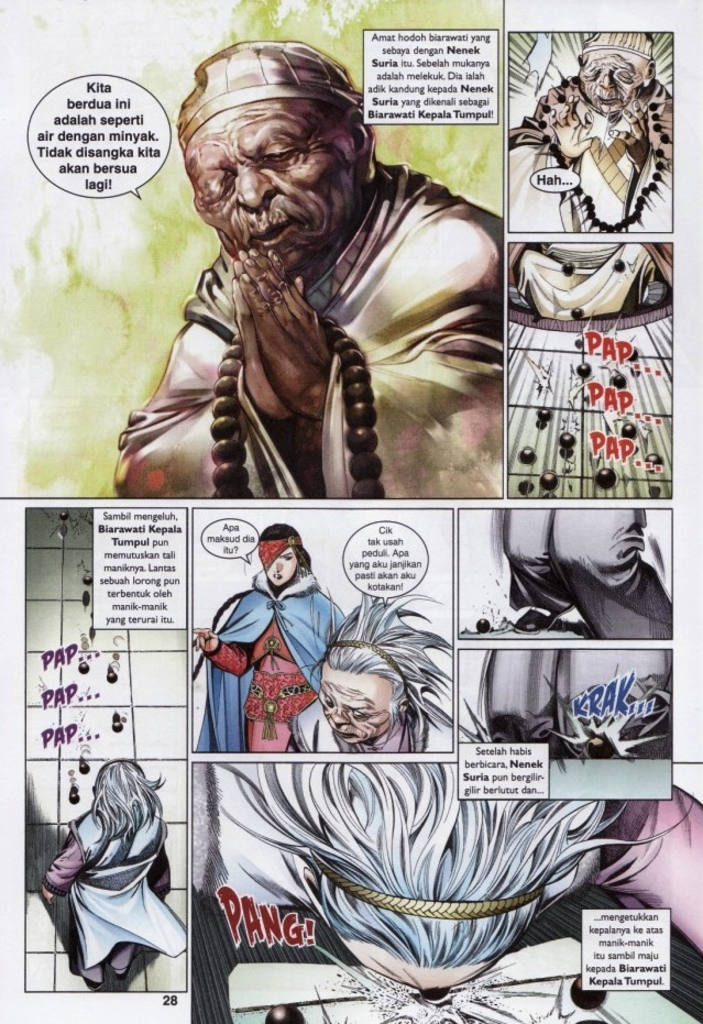 Kita
berdua ini
adalah seperti
air dengan minyak.
Tidak disangka kita
akan bersua
lagi!
Amat hodoh biarawati yang
sebaya dengan Nenek
Suria itu. Sebelah mukanya
adalah melekuk. Dia ialah
adik kandung kepada Nenek
Suria yang dikenali sebagai
Biarawati Kepala Tumpul!
Hah...
PAP...
PAP...
PAP...
Sambil mengeluh,
Biarawati Kepala
Tumpul pun
memutuskan tali
maniknya. Lantas
sebuah lorong pun
terbentuk oleh
manik-manik
yang terurai itu.
PAP...
PAP...
PAP...
Apa
maksud dia
itu?
Cik
tak usah
peduli. Apa
yang aku janjikan
pasti akan aku
kotakan!
KRAK...
Setelah habis
berbicara, Nenek
Suria pun bergilir-
gilir berlutut dan...
PANG!
...mengetukkan
kepalanya ke atas
manik-manik
itu sambil maju
kepada Biarawati
Kepala Tumpul.
28